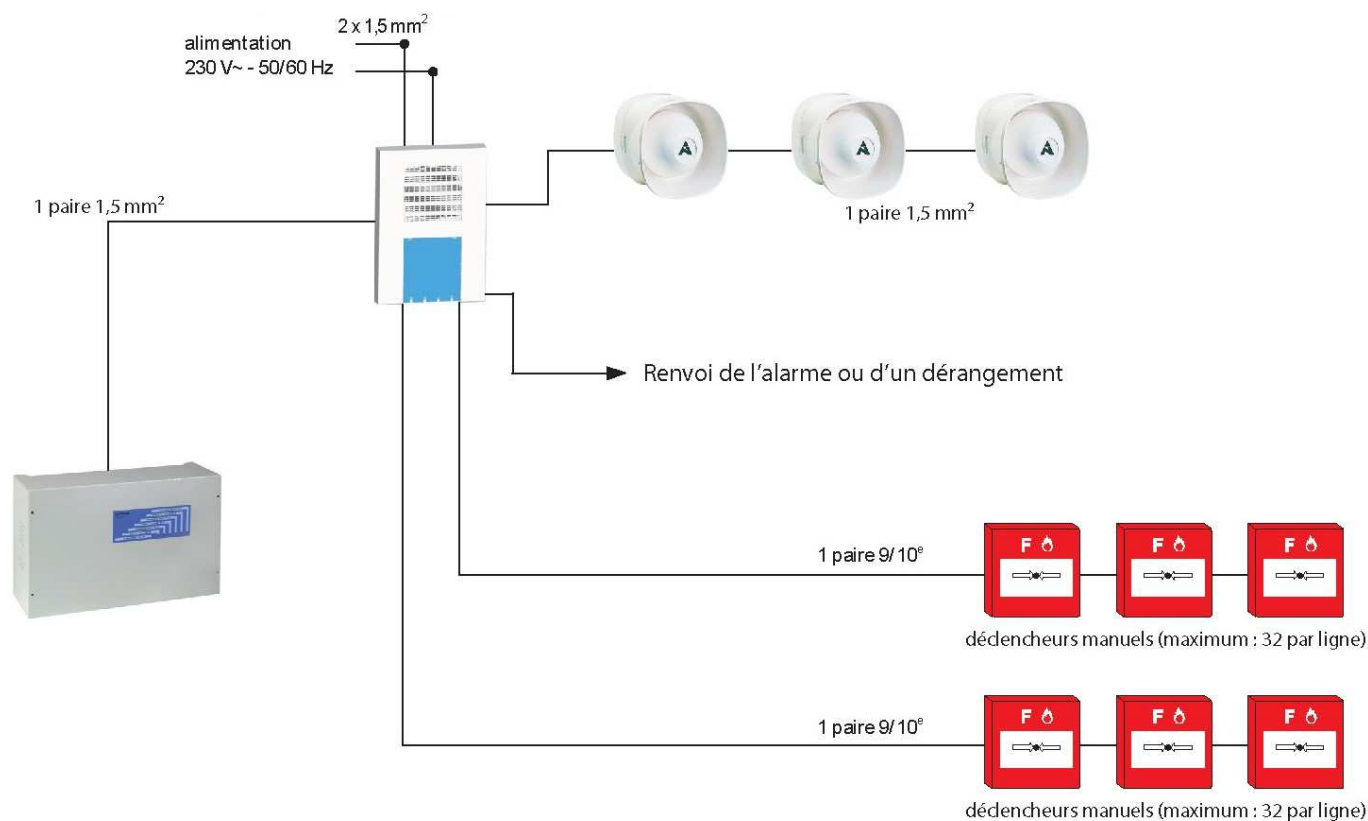 2 x 1,5 mm²
alimentation
230 V~ - 50/60 Hz
A
A
A
1 paire 1,5 mm²
1 paire 1,5 mm²
Renvoi de l'alarme ou d'un dérangement
1 paire 9/10e
F
F
F
déclencheurs manuels (maximum : 32 par ligne)
1 paire 9/10e
F
F
F
déclencheurs manuels (maximum : 32 par ligne)